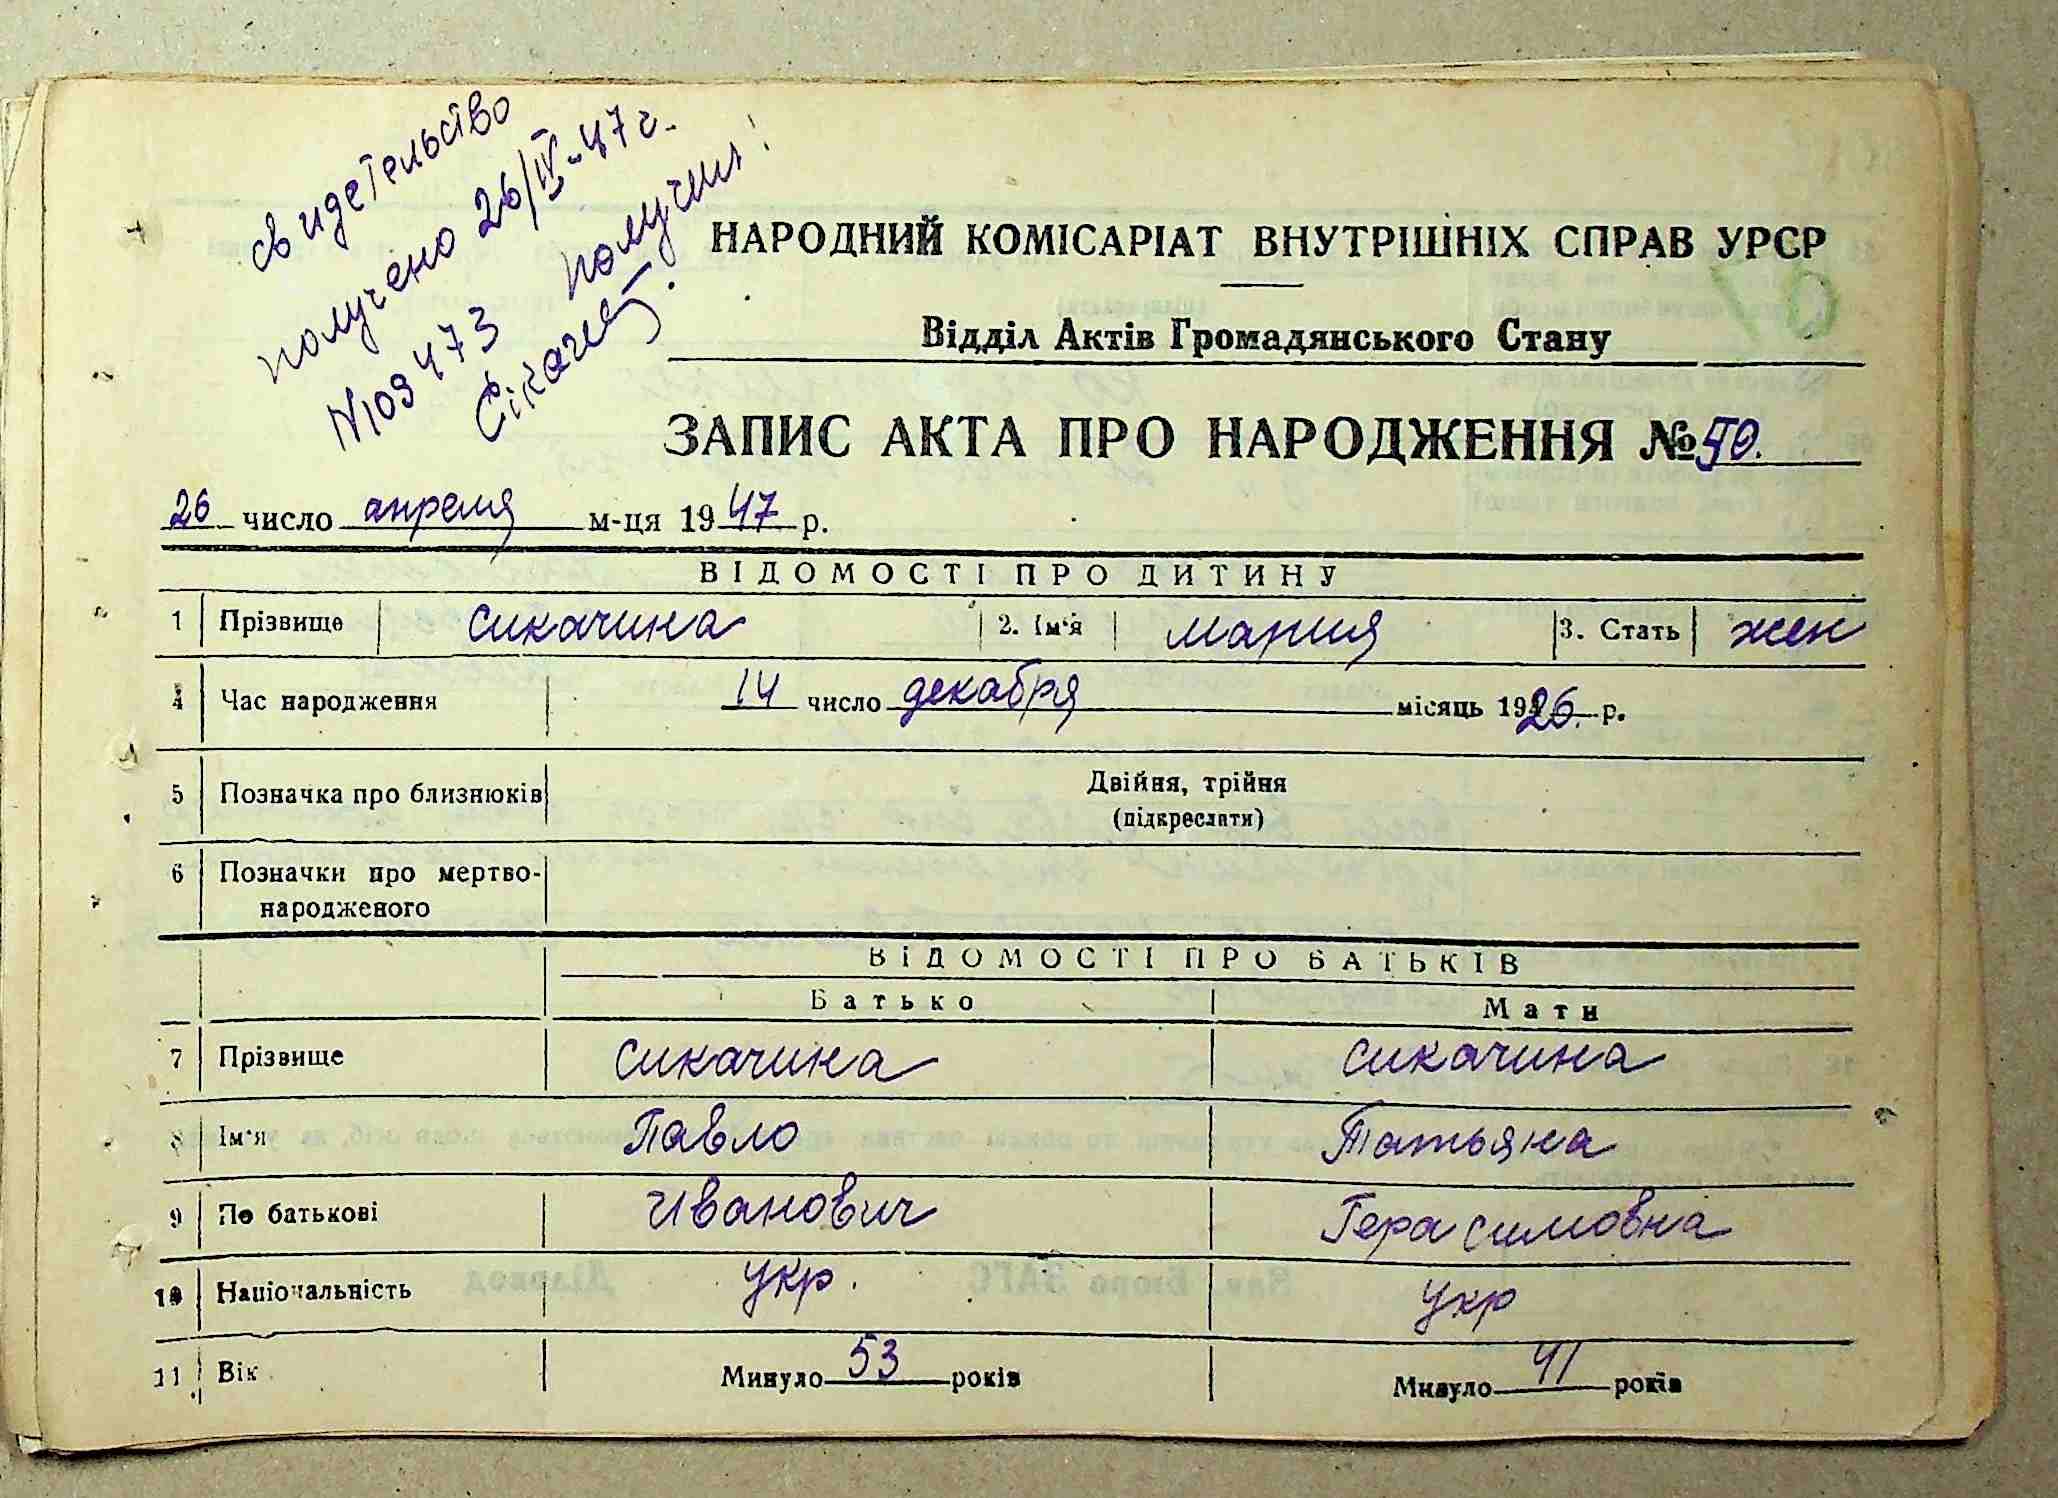 свидетельство
получено 26/IV-47 г.
N109473 получил!
НАРОДНИЙ КОМІСАРІАТ ВНУТРІШНІХ СПРАВ УРСР
Відділ Актів Громадянського Стану
ЗАПИС АКТА ПРО НАРОДЖЕННЯ № 50.
26 число апреля м-ця 1947 р.
ВІДОМОСТІ ПРО ДИТИНУ
1 Прізвище Сикачина 2. Ім'я Мария 3. Стать жен
4 Час народження 14 число декабря місяць 1926. р.
5 Позначка про близнюків Двійня, трійня
(підкреслити)
6 Позначки про мертво-
народженого
ВІДОМОСТІ ПРО БАТЬКІВ
Батько Мати
7 Прізвище Сикачина Сикачина
8 Ім'я Павло Татьяна
9 По батькові Иванович Герасимовна
10 Національність укр. укр
11 Вік Минуло 53 років Минуло 41 років